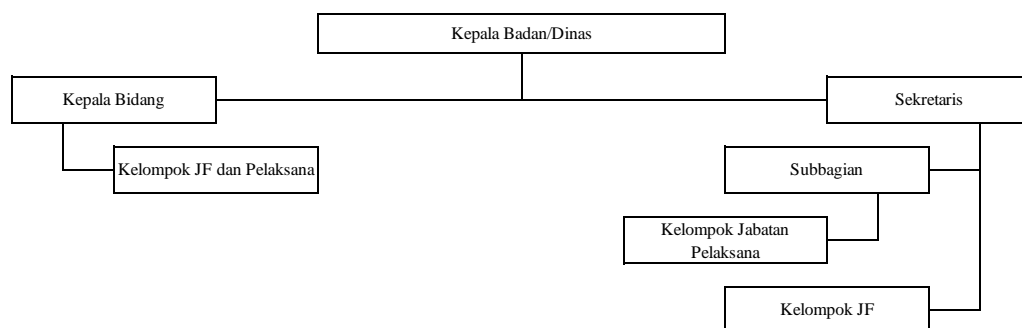 Kepala Badan/Dinas
Kepala Bidang
Sekretaris
Kelompok JF dan Pelaksana
Subbagian
Kelompok Jabatan
Pelaksana
Kelompok JF